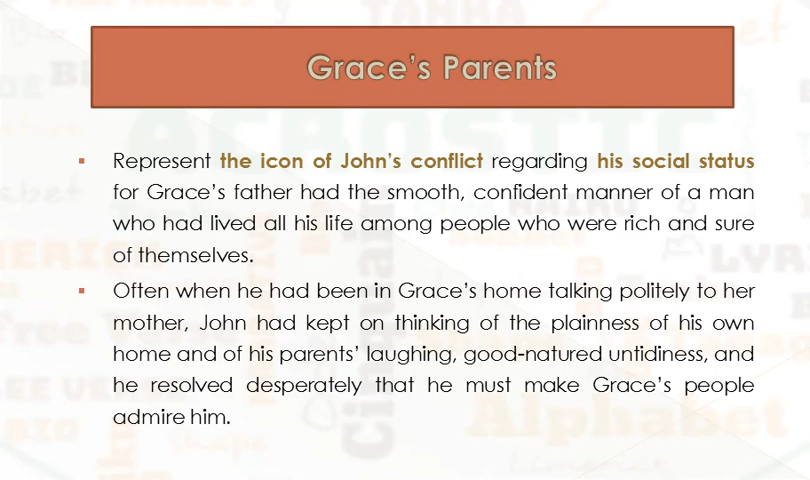 Grace's Parents
▪ Represent the icon of John's conflict regarding his social status
for Grace's father had the smooth, confident manner of a man
who had lived all his life among people who were rich and sure
of themselves.
▪ Often when he had been in Grace's home talking politely to her
mother, John had kept on thinking of the plainness of his own
home and of his parents' laughing, good-natured untidiness, and
he resolved desperately that he must make Grace's people
admire him.